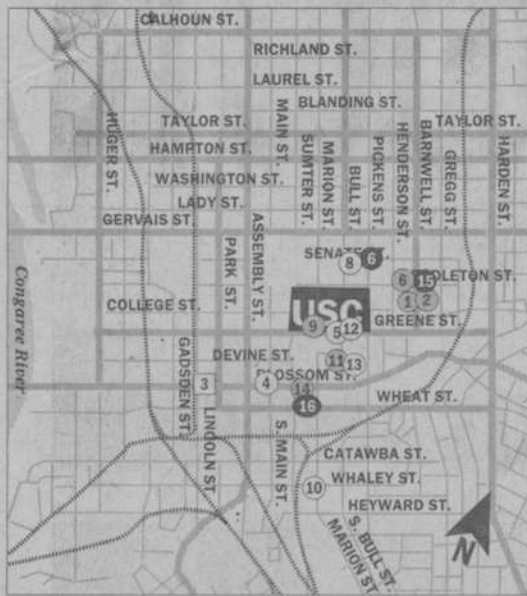 CALHOUN ST.
RICHLAND ST.
LAUREL ST.
BLANDING ST.
TAYLOR ST.
TAYLOR ST.
HAMPTON ST.
WASHINGTON ST.
LADY ST.
GERVAIS ST.
HUGER ST.
MAIN ST.
SUMTER ST.
MARION ST.
BULL ST.
PICKENS ST.
HENDERSON ST.
BARNWELL ST.
GREGG ST.
HARDEN ST.
PARK ST.
ASSEMBLY ST.
SENATE ST.
8
6
6
15
1
2
COLLEGE ST.
USC
9
5
12
GREENE ST.
Congaree River
GADSDEN ST.
DEVINE ST.
11
13
BLOSSOM ST.
3
4
14
16
WHEAT ST.
LINCOLN ST.
S. MAIN ST.
CATAWBA ST.
10
WHALEY ST.
HEYWARD ST.
S. BULL ST.
MARION ST.
N